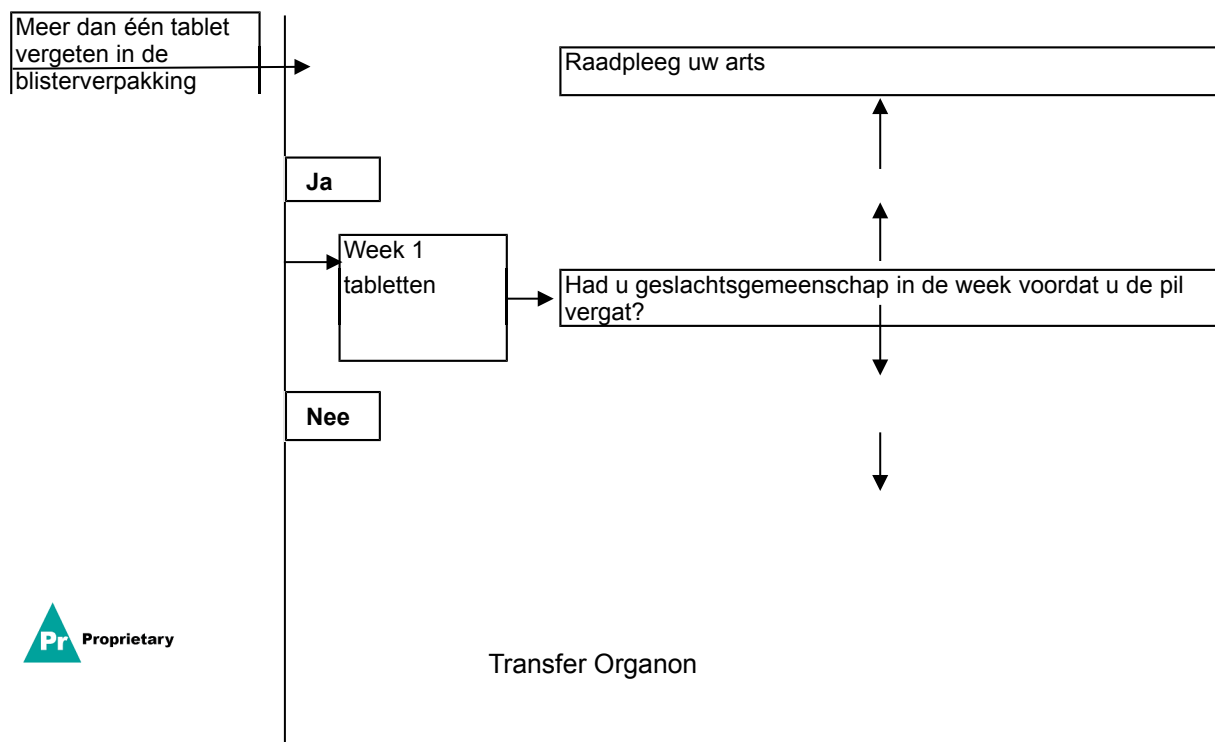 Meer dan één tablet
vergeten in de
blisterverpakking
Raadpleeg uw arts
Ja
Week 1
tabletten
Had u geslachtsgemeenschap in de week voordat u de pil
vergat?
Nee
Pr Proprietary
Transfer Organon